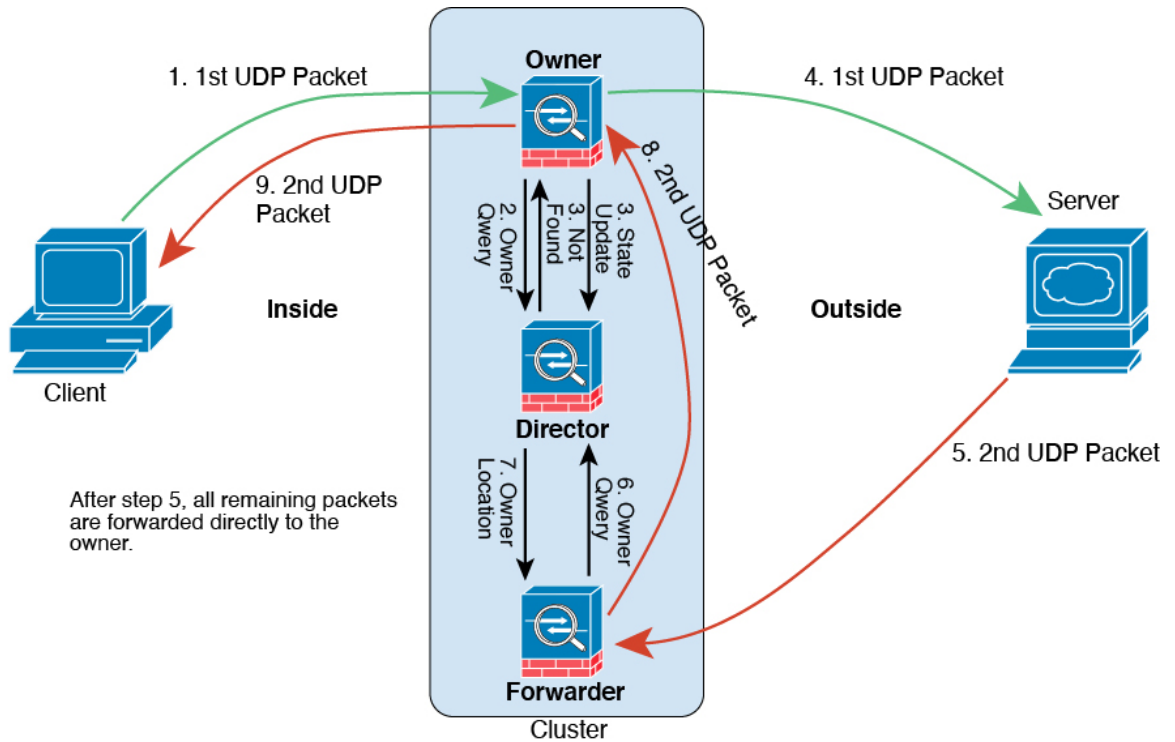 Owner
1. 1st UDP Packet
4. 1st UDP Packet
9. 2nd UDP
Packet
2. Owner
Qwery
3. Not
Found
3. State
Update
8. 2nd UDP Packet
Server
Inside
Outside
Client
Director
5. 2nd UDP Packet
7. Owner
Location
6. Owner
Qwery
After step 5, all remaining packets
are forwarded directly to the
owner.
Forwarder
Cluster